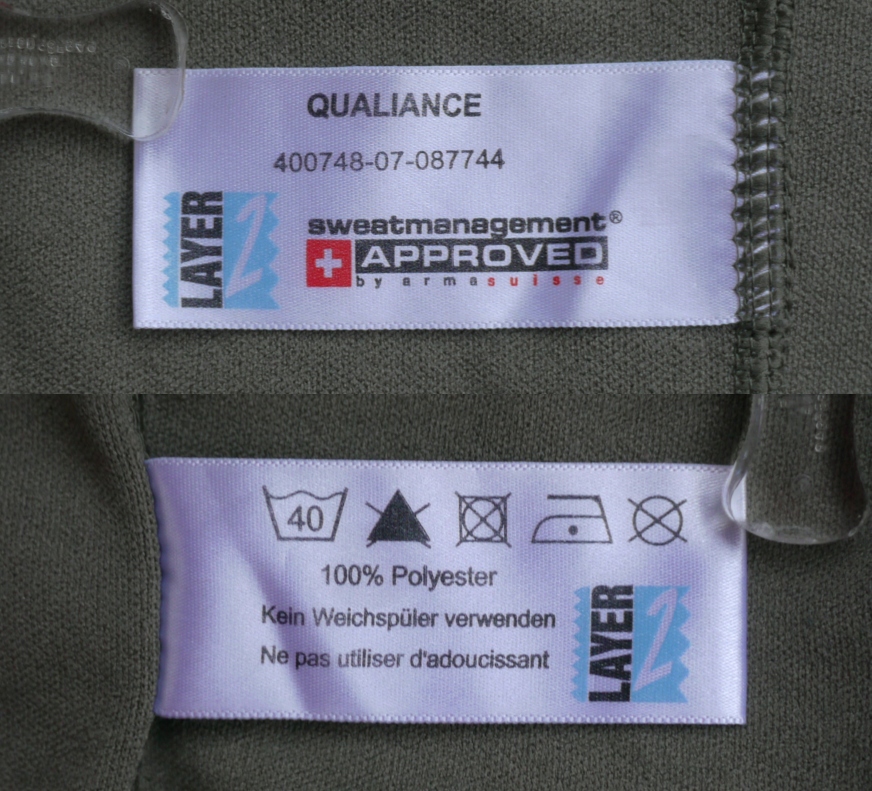 QUALIANCE
400748-07-087744
LAYER 2
sweatmanagement®
APPROVED
by armasuisse
40
100% Polyester
Kein Weichspüler verwenden
Ne pas utiliser d'adoucissant
LAYER 2